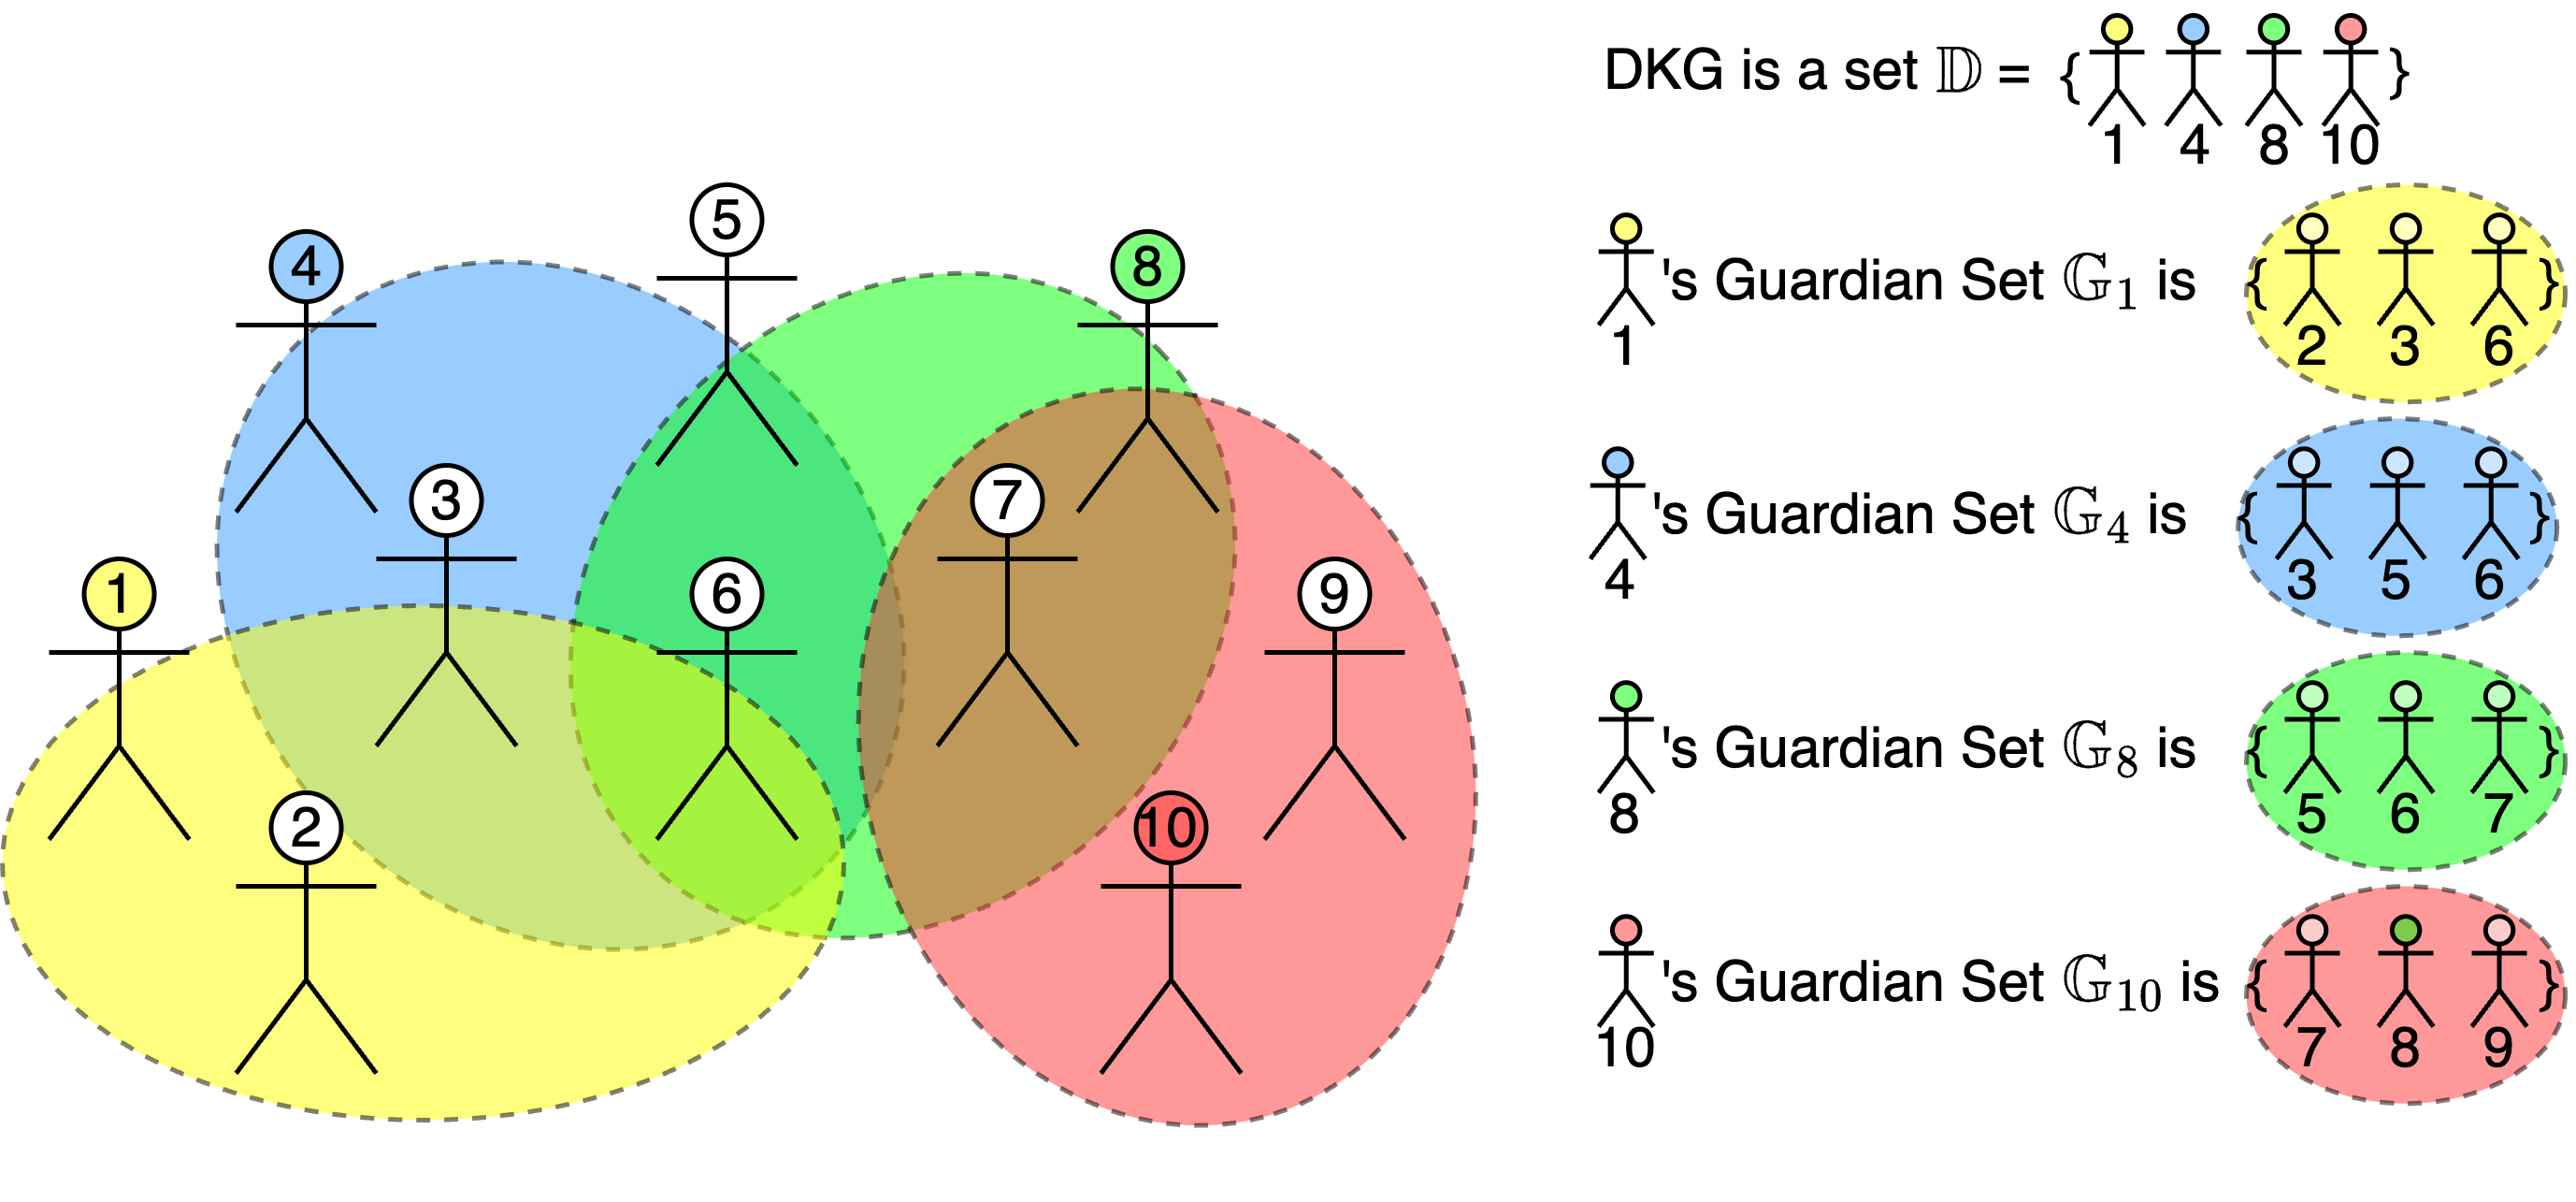 DKG is a set 𝔻 = { }
1 4 8 10
5
4
8
's Guardian Set 𝔾₁ is { }
1
2 3 6
3
7
's Guardian Set 𝔾₄ is { }
4
3 5 6
1
6
9
's Guardian Set 𝔾₈ is { }
8
5 6 7
2
10
's Guardian Set 𝔾₁₀ is { }
10
7 8 9